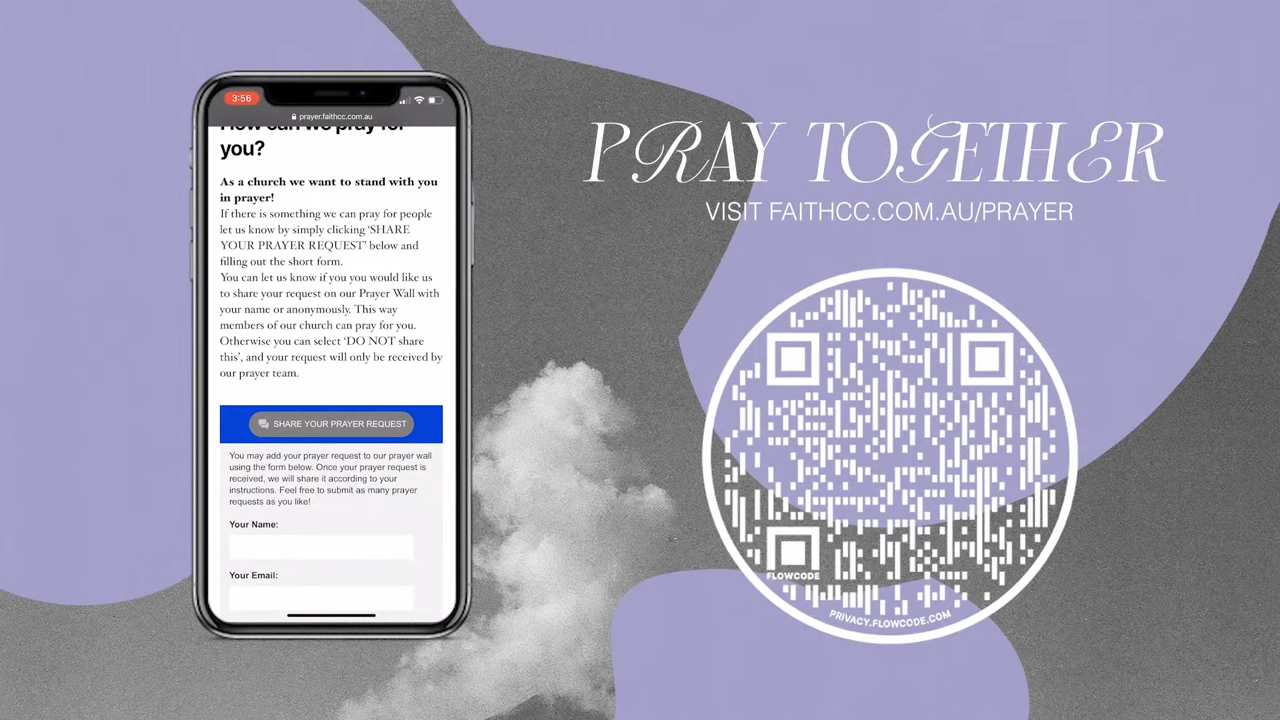 3:56
prayer.faithcc.com.au
How can we pray for
you?
As a church we want to stand with you
in prayer!
If there is something we can pray for people
let us know by simply clicking ‘SHARE
YOUR PRAYER REQUEST’ below and
filling out the short form.
You can let us know if you you would like us
to share your request on our Prayer Wall with
your name or anonymously. This way
members of our church can pray for you.
Otherwise you can select ‘DO NOT share
this’, and your request will only be received by
our prayer team.
SHARE YOUR PRAYER REQUEST
You may add your prayer request to our prayer wall
using the form below. Once your prayer request is
received, we will share it according to your
instructions. Feel free to submit as many prayer
requests as you like!
Your Name:
Your Email:
PRAY TOGETHER
VISIT FAITHCC.COM.AU/PRAYER
FLOWCODE
PRIVACY.FLOWCODE.COM